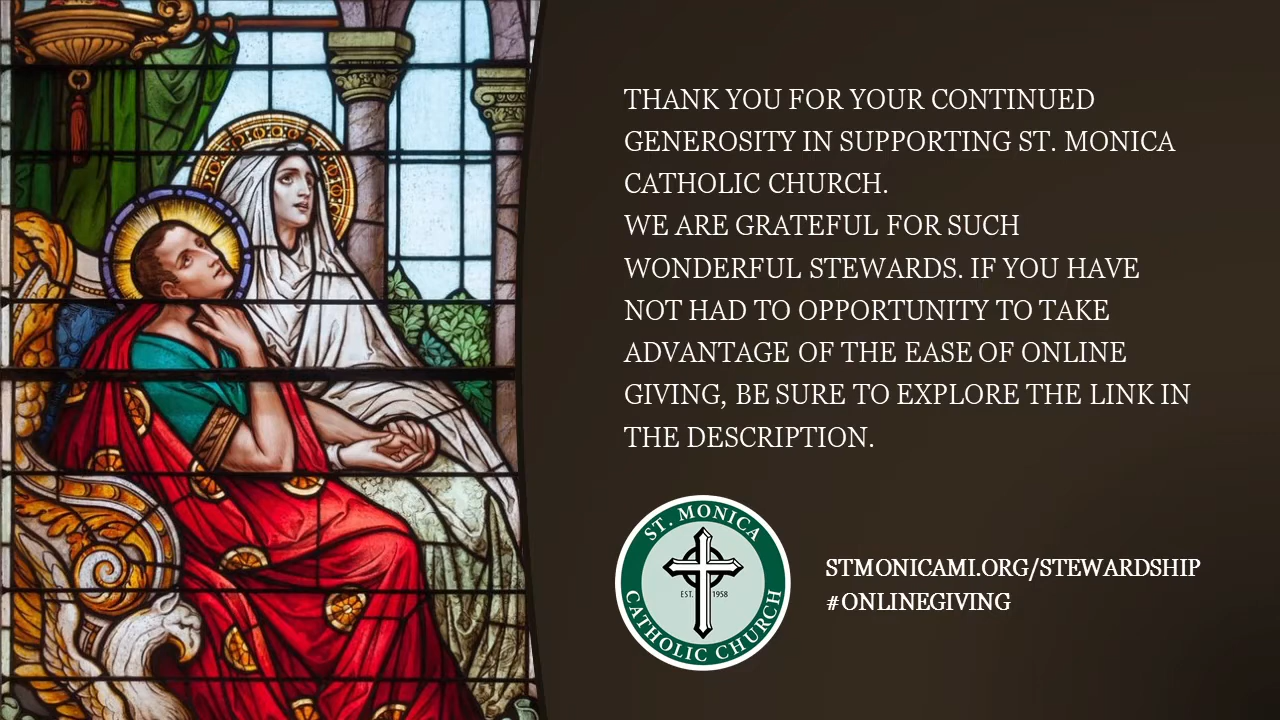 THANK YOU FOR YOUR CONTINUED
GENEROSITY IN SUPPORTING ST. MONICA
CATHOLIC CHURCH.
WE ARE GRATEFUL FOR SUCH
WONDERFUL STEWARDS. IF YOU HAVE
NOT HAD TO OPPORTUNITY TO TAKE
ADVANTAGE OF THE EASE OF ONLINE
GIVING, BE SURE TO EXPLORE THE LINK IN
THE DESCRIPTION.
ST. MONICA
EST. 1958
CATHOLIC CHURCH
STMONICAMI.ORG/STEWARDSHIP
#ONLINEGIVING